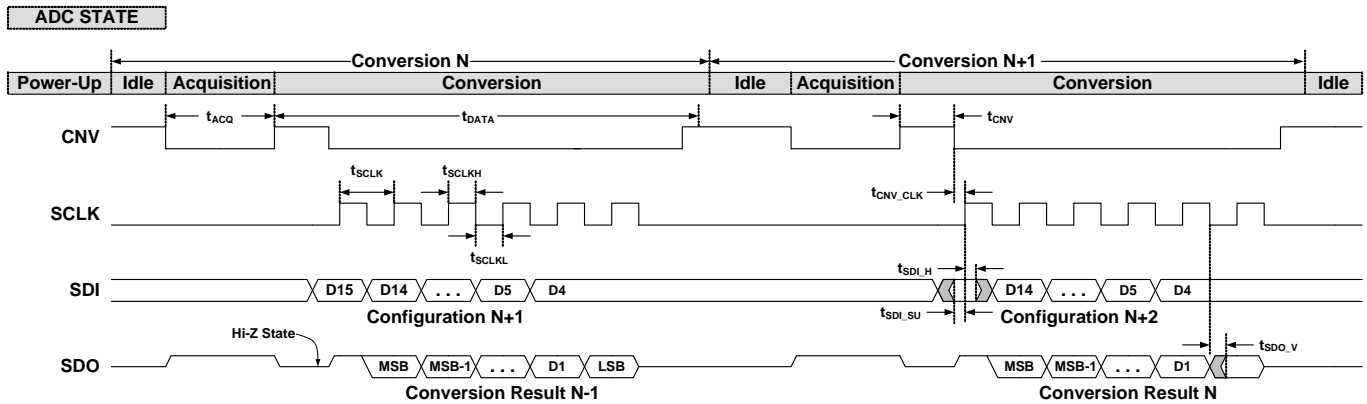 ADC STATE
Conversion N
Conversion N+1
Power-Up Idle Acquisition Conversion Idle Acquisition Conversion Idle
CNV
tACQ
tDATA
tCNV
SCLK
tSCLK
tSCLKH
tSCLKL
tCNV_CLK
SDI
D15 D14 . . . D5 D4
Configuration N+1
tSDI_H
tSDI_SU
D14 . . . D5 D4
Configuration N+2
SDO
Hi-Z State
MSB MSB-1 . . . D1 LSB
Conversion Result N-1
MSB MSB-1 . . . D1
tSDO_V
Conversion Result N